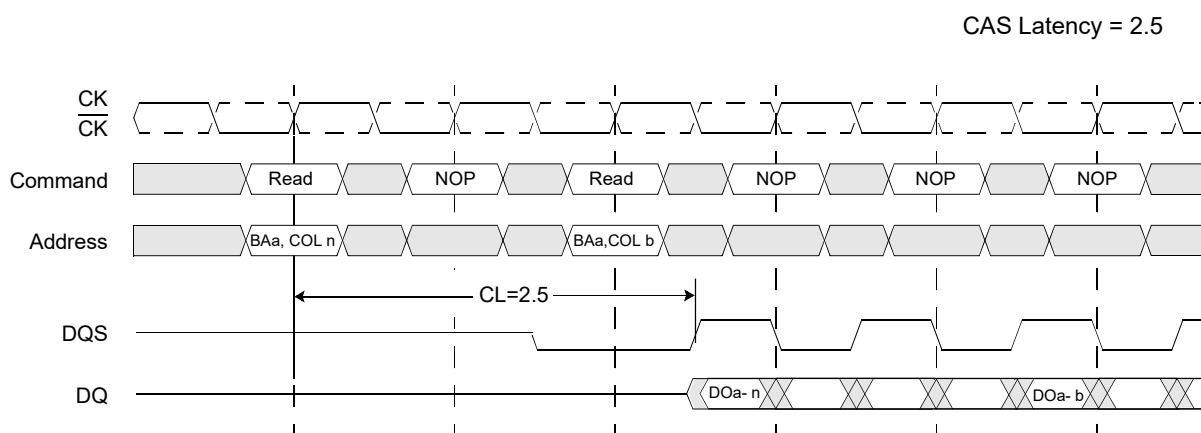 CAS Latency = 2.5
CK
CK
Command
Read
NOP
Read
NOP
NOP
NOP
Address
BAa, COL n
BAa,COL b
CL=2.5
DQS
DQ
DOa- n
DOa- b